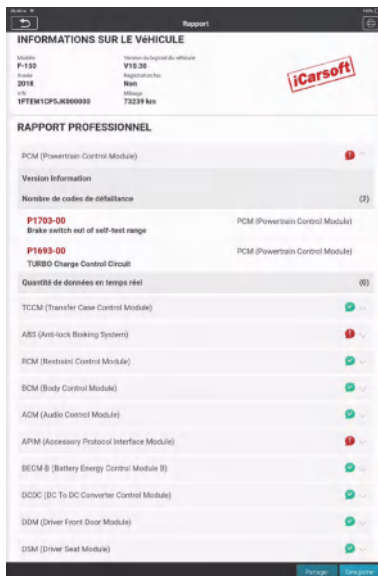 Rapport
INFORMATIONS SUR LE VéHICULE
Modèle
Version du logiciel du véhicule
F-150
V10.30
Année
2018
Non
VIN
Kilométrage
1FTEW1CP5JK000000
73239 km
iCarsoft
RAPPORT PROFESSIONNEL
PCM (Powertrain Control Module)
Version Information
Nombre de codes de défaillance
(2)
P1703-00
PCM (Powertrain Control Module)
Brake switch out of self-test range
P1693-00
PCM (Powertrain Control Module)
TURBO Charge Control Circuit
Quantité de données en temps réel
(0)
TCCM (Transfer Case Control Module)
ABS (Anti-lock Braking System)
RCM (Restraint Control Module)
BCM (Body Control Module)
ACM (Audio Control Module)
APIM (Accessory Protocol Interface Module)
BECM-B (Battery Energy Control Module B)
DCDC (DC To DC Converter Control Module)
DDM (Driver Front Door Module)
DSM (Driver Seat Module)
Partager
Enregistrer